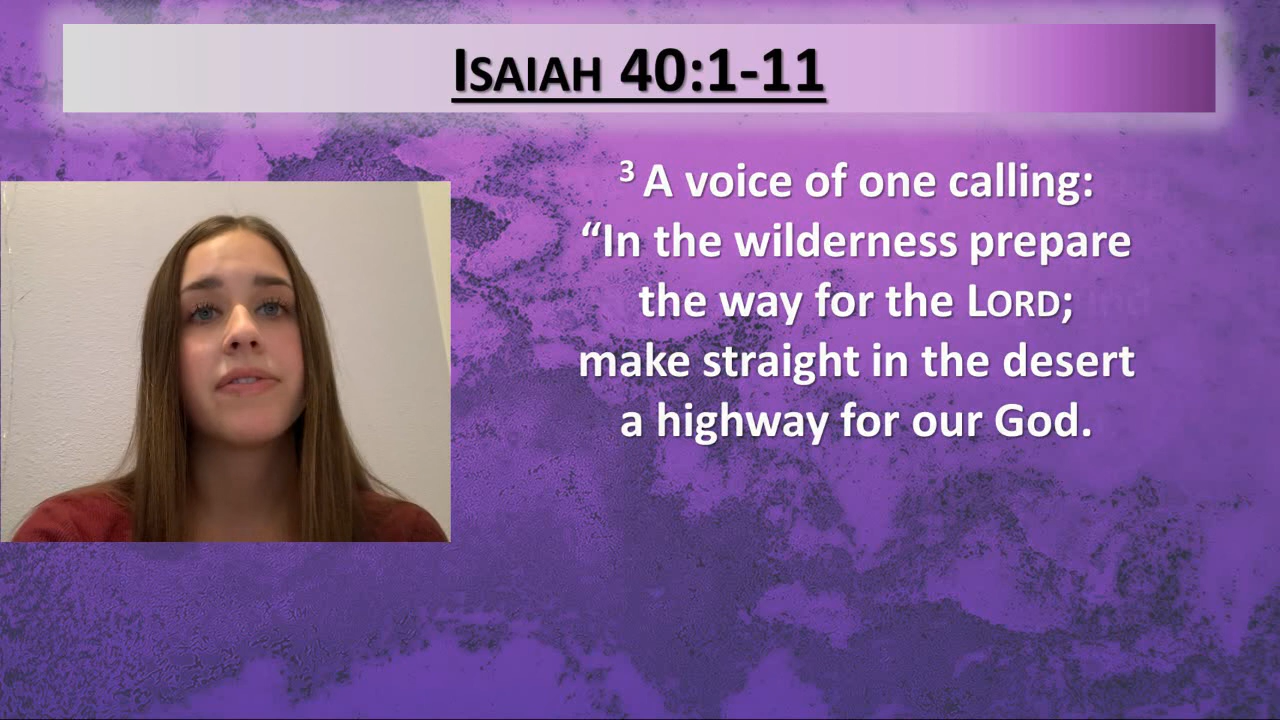 ISAIAH 40:1-11
³ A voice of one calling:
“In the wilderness prepare
the way for the LORD;
make straight in the desert
a highway for our God.